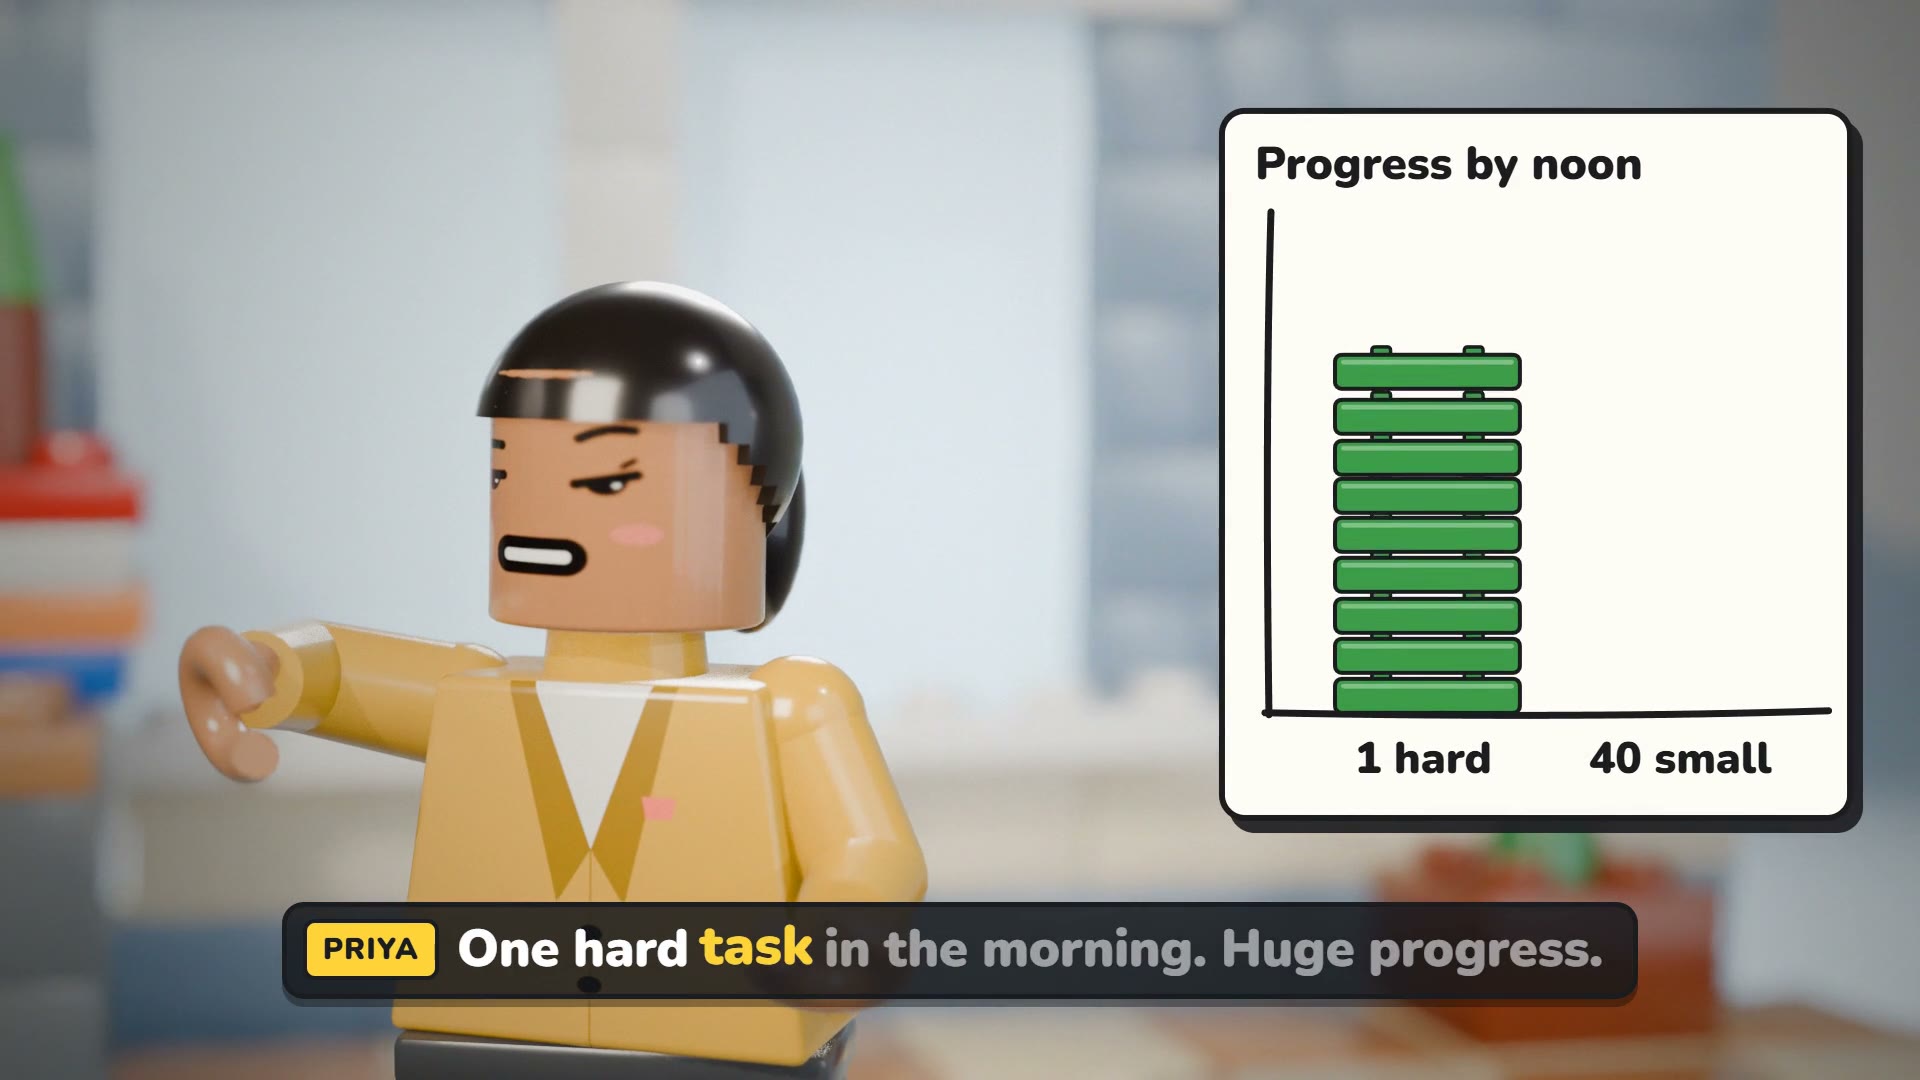 Progress by noon
1 hard
40 small
PRIYA
One hard task in the morning. Huge progress.